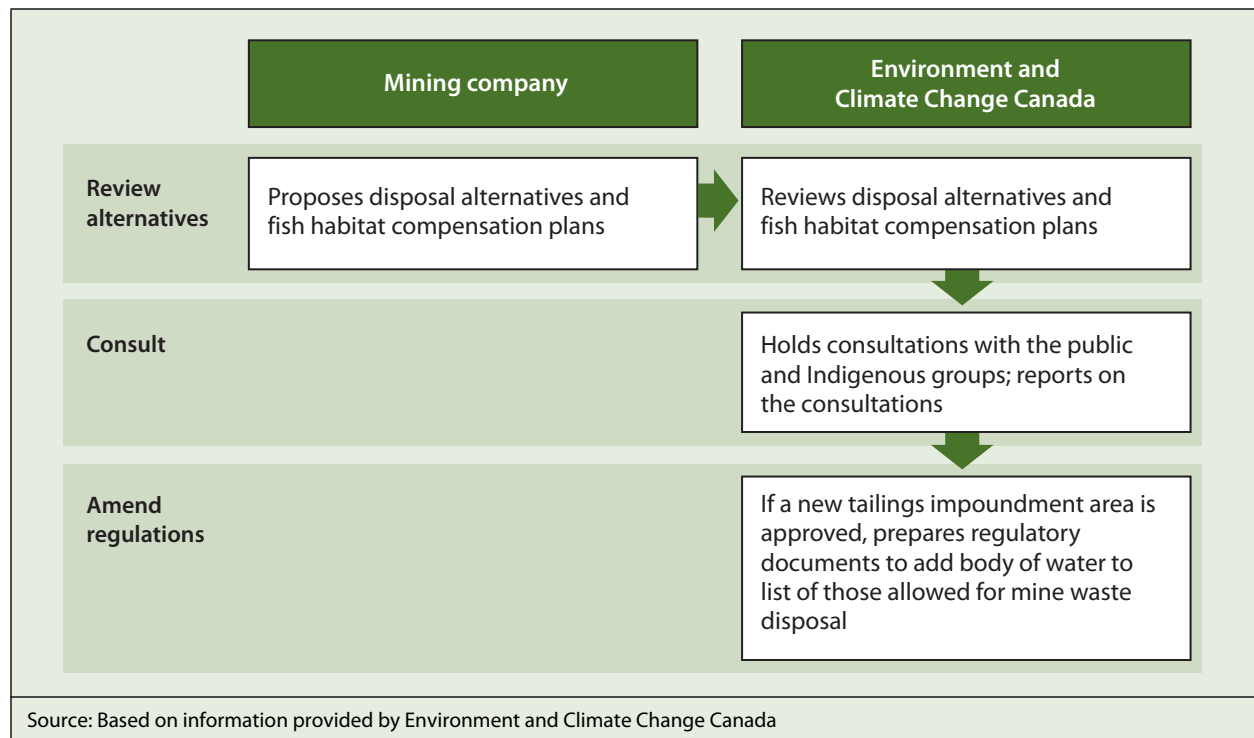 Mining company
Environment and
Climate Change Canada
Review
alternatives
Proposes disposal alternatives and
fish habitat compensation plans
Reviews disposal alternatives and
fish habitat compensation plans
Consult
Holds consultations with the public
and Indigenous groups; reports on
the consultations
Amend
regulations
If a new tailings impoundment area is
approved, prepares regulatory
documents to add body of water to
list of those allowed for mine waste
disposal
Source: Based on information provided by Environment and Climate Change Canada